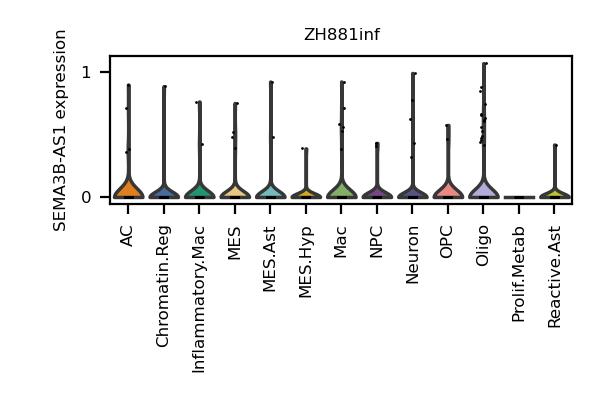 ZH881inf
SEMA3B-AS1 expression
1
0
AC
Chromatin.Reg
Inflammatory.Mac
MES
MES.Ast
MES.Hyp
Mac
NPC
Neuron
OPC
Oligo
Prolif.Metab
Reactive.Ast